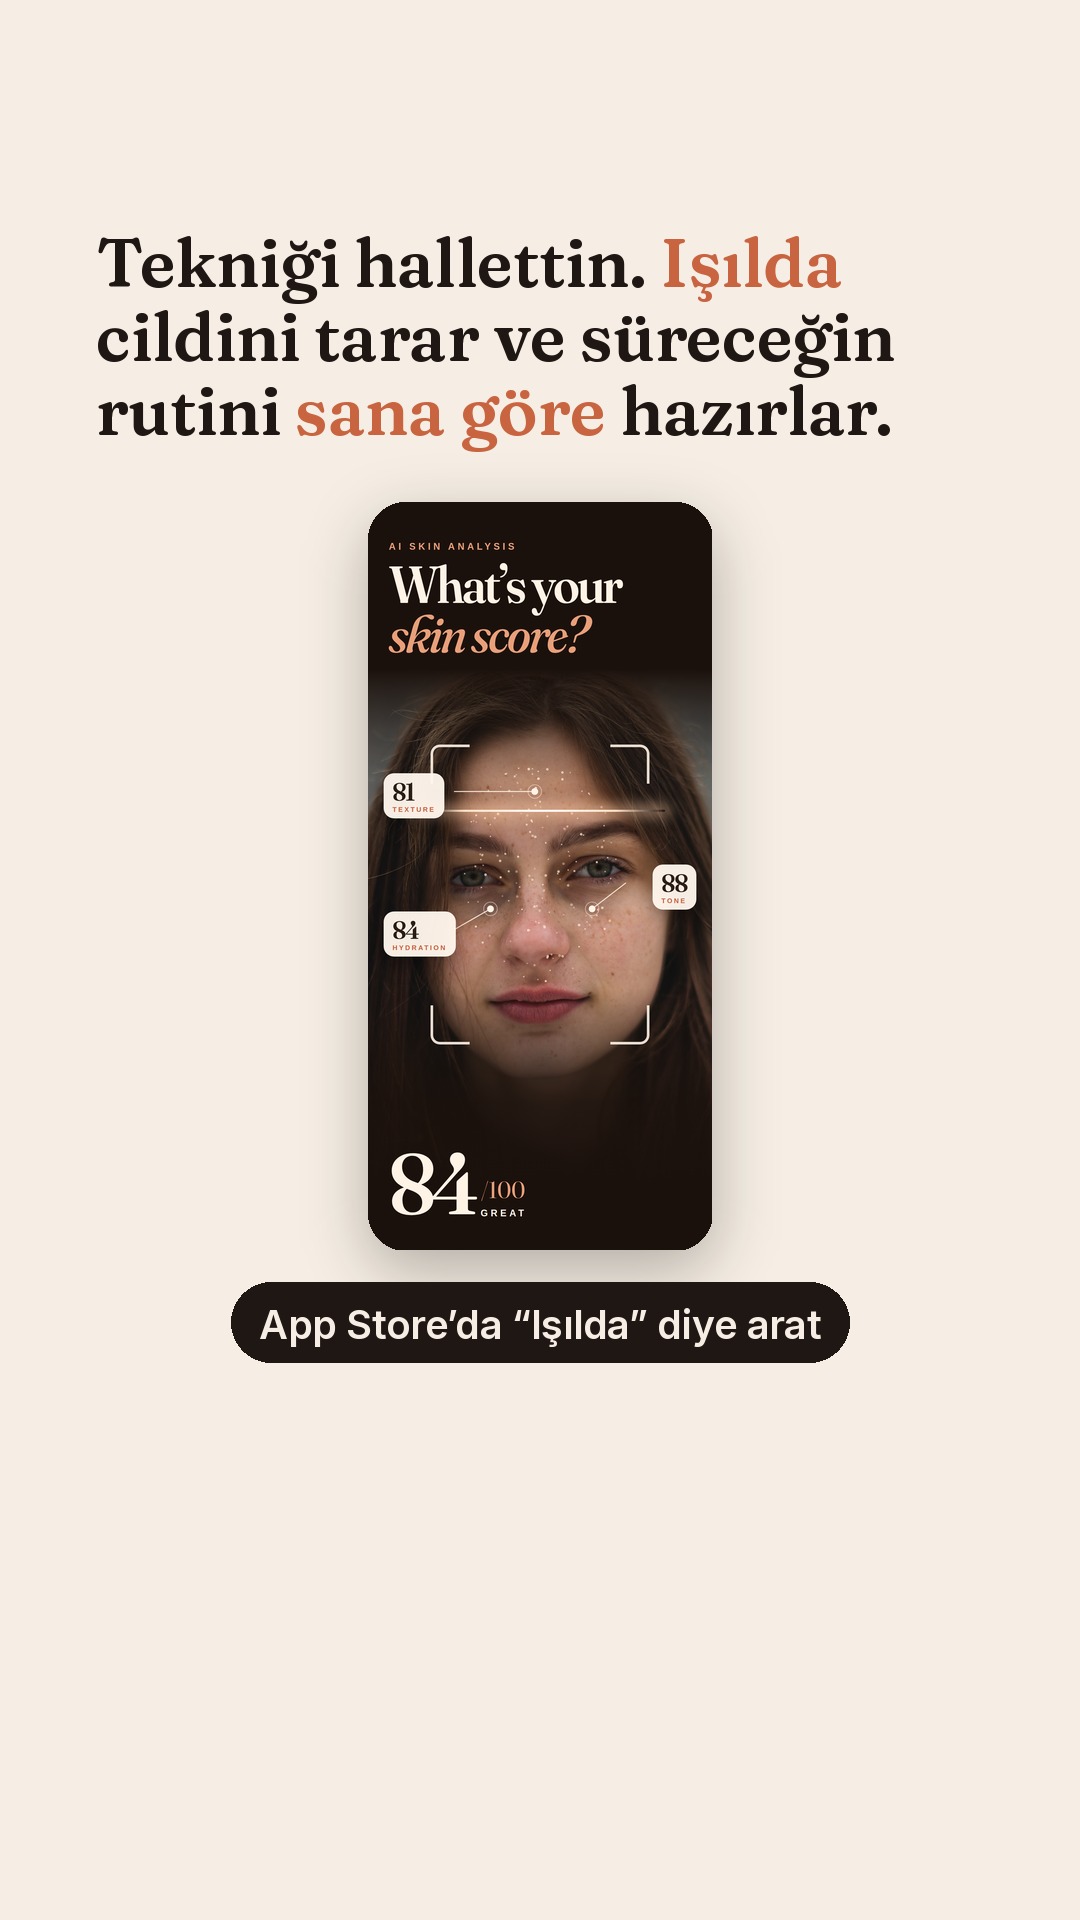 Tekniği hallettin. Işılda
cildini tarar ve süreceğin
rutini sana göre hazırlar.
AI SKIN ANALYSIS
What’s your
skin score?
81
TEXTURE
88
TONE
84
HYDRATION
84 /100
GREAT
App Store’da “Işılda” diye arat